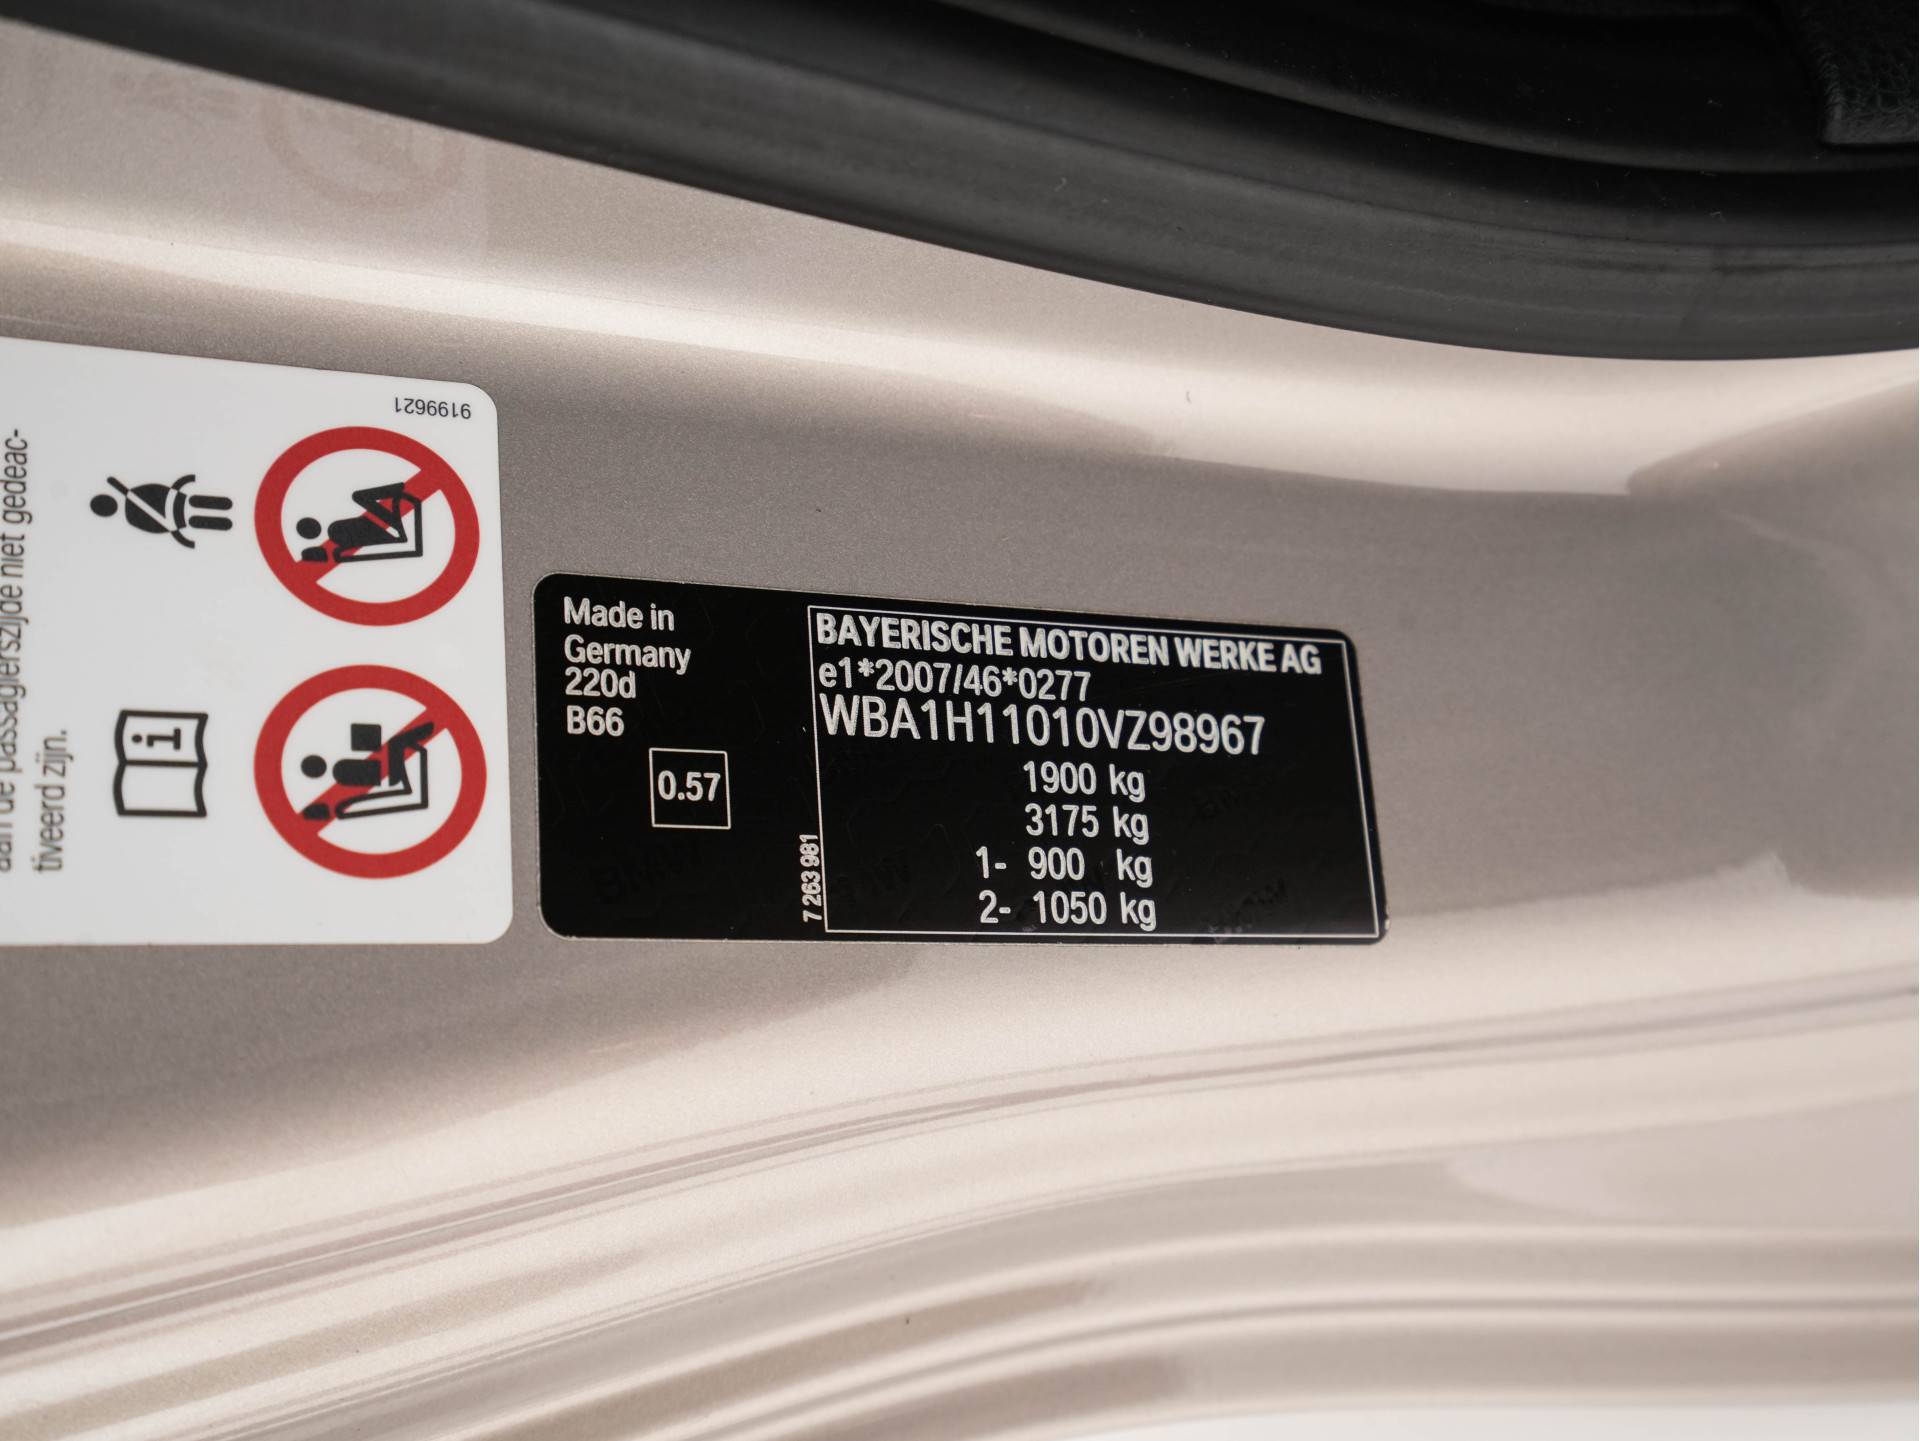 9199621
aan de passagierszijde niet gedeac-
tiveerd zijn.
i
Made in
Germany
220d
B66
0.57
7 263 981
BAYERISCHE MOTOREN WERKE AG
e1*2007/46*0277
WBA1H11010VZ98967
1900 kg
3175 kg
1- 900 kg
2- 1050 kg